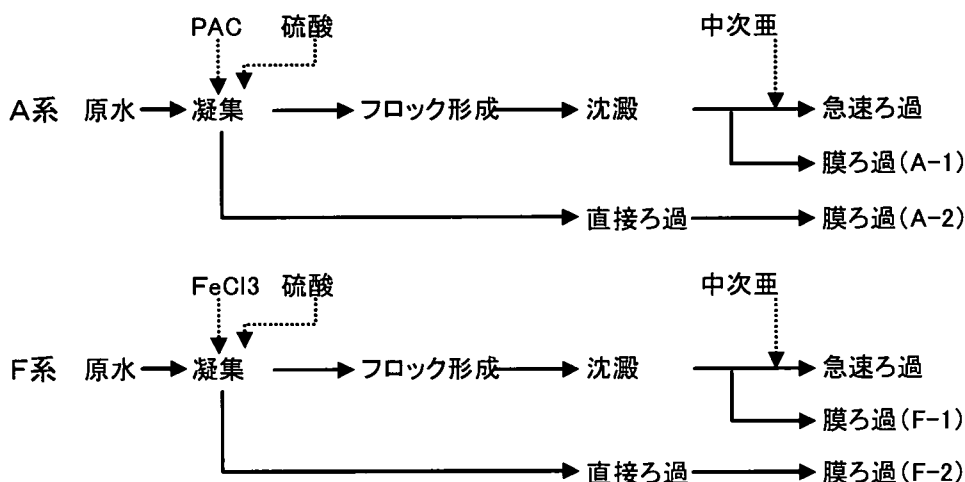 PAC 硫酸 中次亜
A系 原水 凝集 フロック形成 沈澱 急速ろ過
膜ろ過(A-1)
直接ろ過 膜ろ過(A-2)
FeCl3 硫酸 中次亜
F系 原水 凝集 フロック形成 沈澱 急速ろ過
膜ろ過(F-1)
直接ろ過 膜ろ過(F-2)